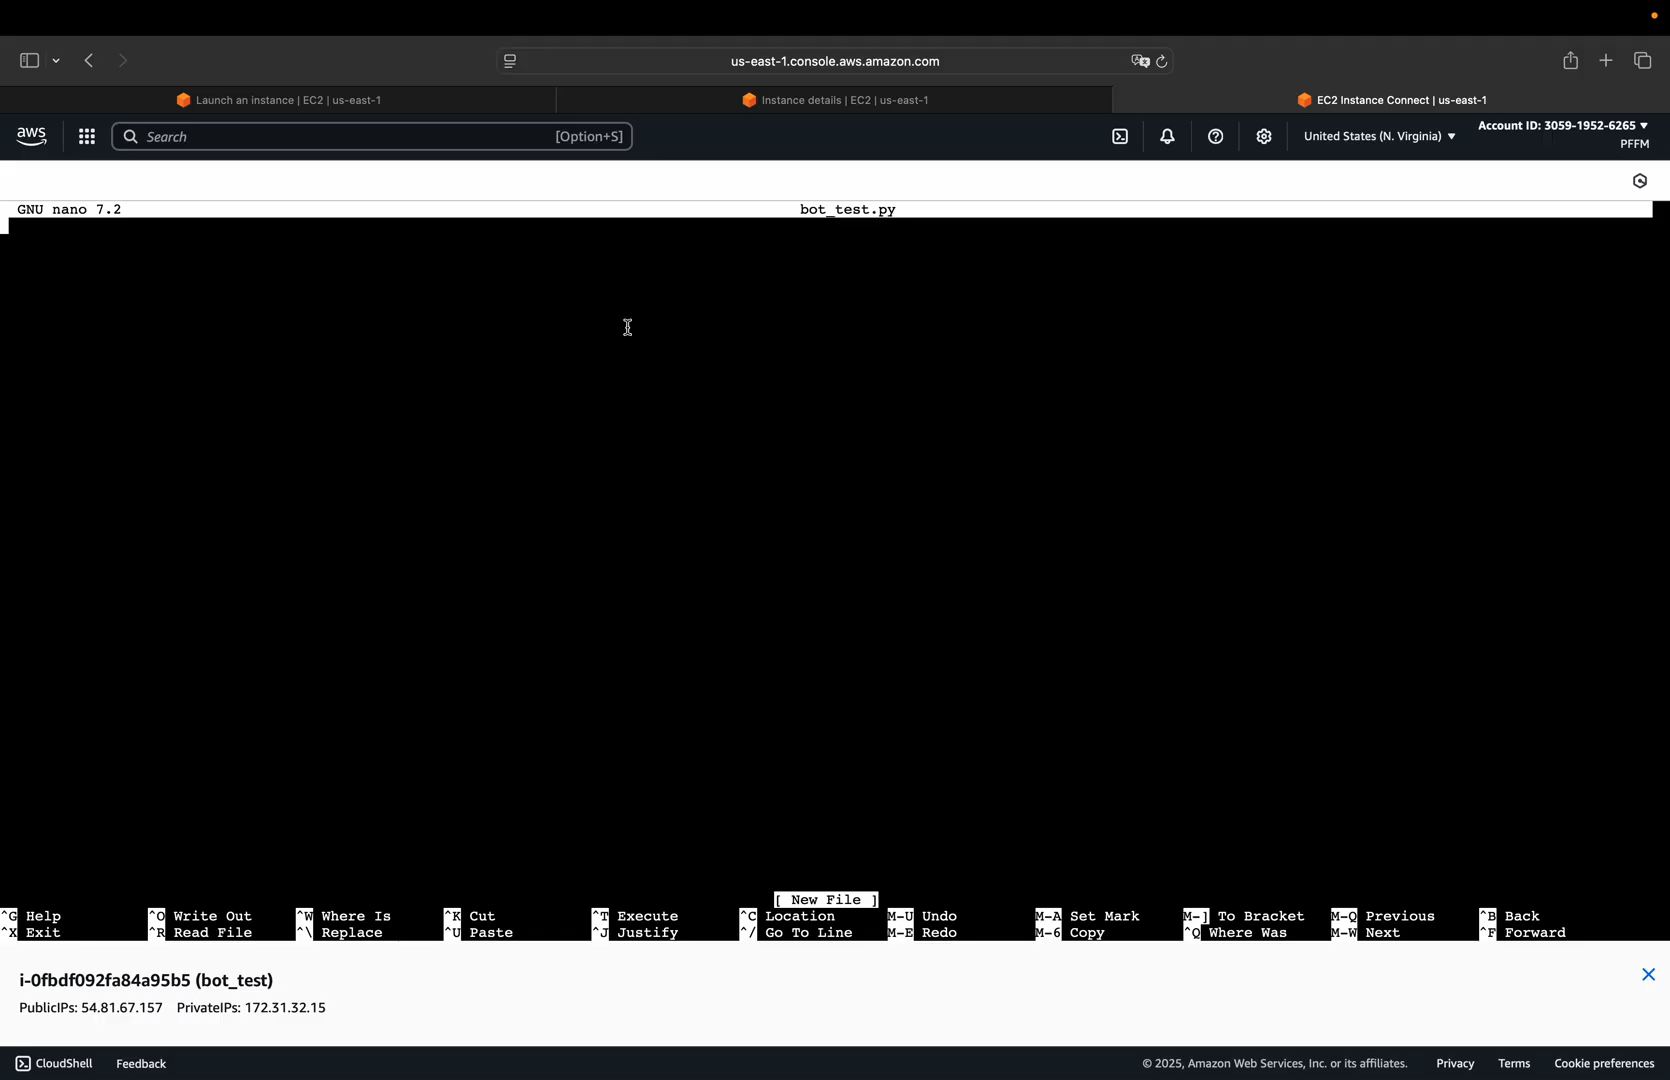 us-east-1.console.aws.amazon.com
Launch an instance | EC2 | us-east-1
Instance details | EC2 | us-east-1
EC2 Instance Connect | us-east-1
aws
Search [Option+S]
United States (N. Virginia)
Account ID: 3059-1952-6265
PFFM
GNU nano 7.2 bot_test.py
[ New File ]
^G Help ^O Write Out ^W Where Is ^K Cut ^T Execute ^C Location M-U Undo M-A Set Mark M-] To Bracket M-Q Previous ^B Back
^X Exit ^R Read File ^\ Replace ^U Paste ^J Justify ^/ Go To Line M-E Redo M-6 Copy ^Q Where Was M-W Next ^F Forward
i-0fbdf092fa84a95b5 (bot_test)
PublicIPs: 54.81.67.157 PrivateIPs: 172.31.32.15
CloudShell Feedback © 2025, Amazon Web Services, Inc. or its affiliates. Privacy Terms Cookie preferences